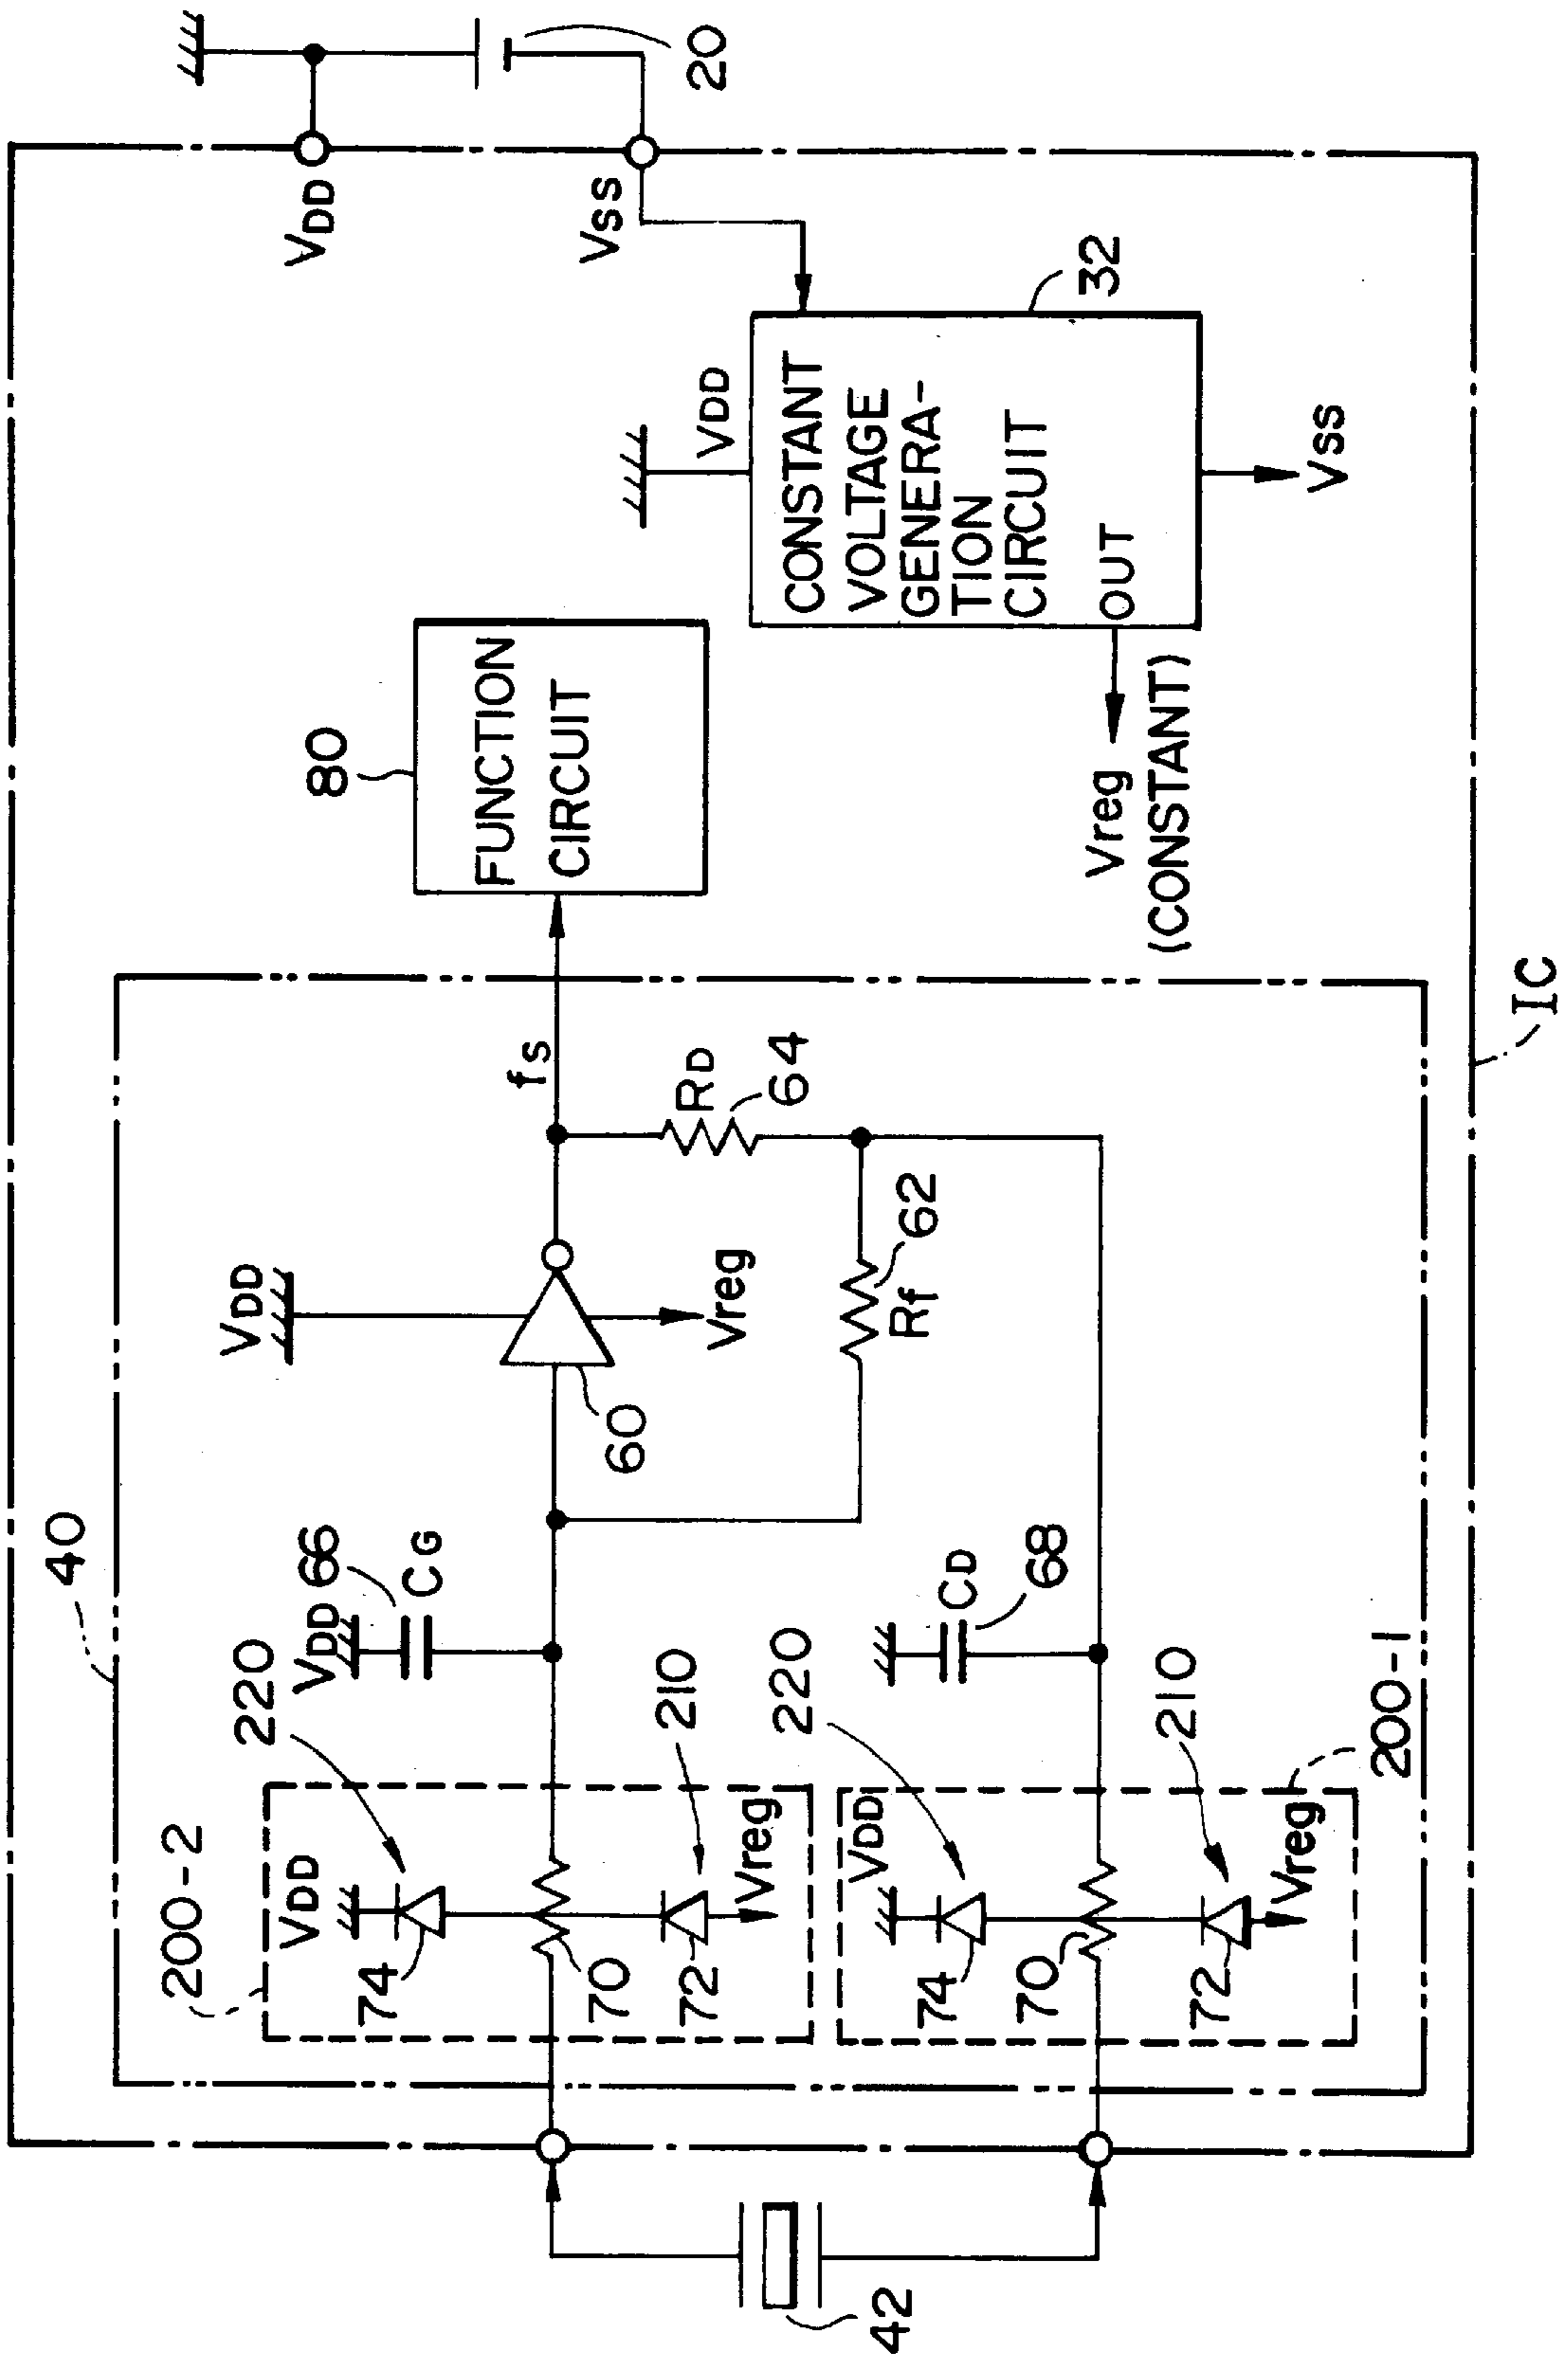 40
200-2
220
VDD
74
70
72
210
Vreg
VDD 66
CG
VDD
60
Vreg
Rf
62
RD
64
fs
80
FUNCTION
CIRCUIT
VDD
VSS
20
VDD
CONSTANT
VOLTAGE
GENERA-
TION
CIRCUIT
OUT
32
Vreg
(CONSTANT)
VSS
42
220
VDD
74
70
72
210
Vreg
200-1
CD
68
IC